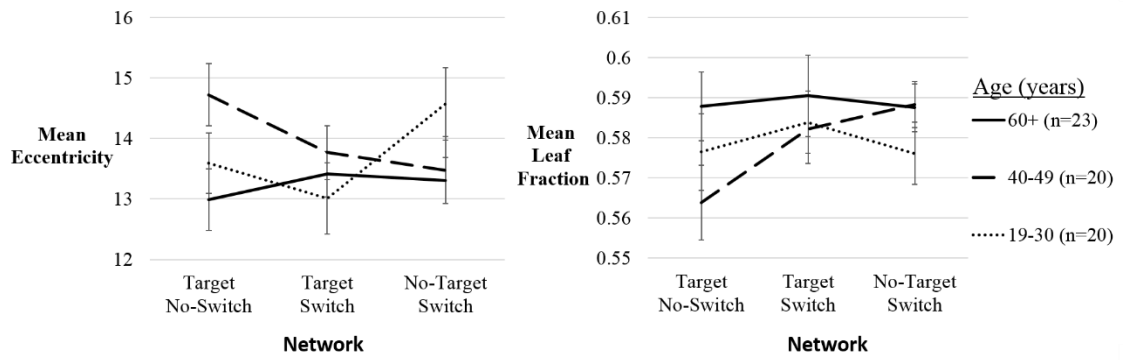 16
15
14
13
12
Mean
Eccentricity
Target
No-Switch
Target
Switch
No-Target
Switch
Network
0.61
0.6
0.59
0.58
0.57
0.56
0.55
Mean
Leaf
Fraction
Target
No-Switch
Target
Switch
No-Target
Switch
Network
Age (years)
60+ (n=23)
40-49 (n=20)
19-30 (n=20)